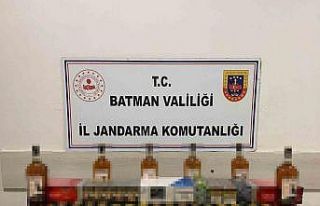 T.C.
BATMAN VALİLİĞİ
İL JANDARMA KOMUTANLIĞI